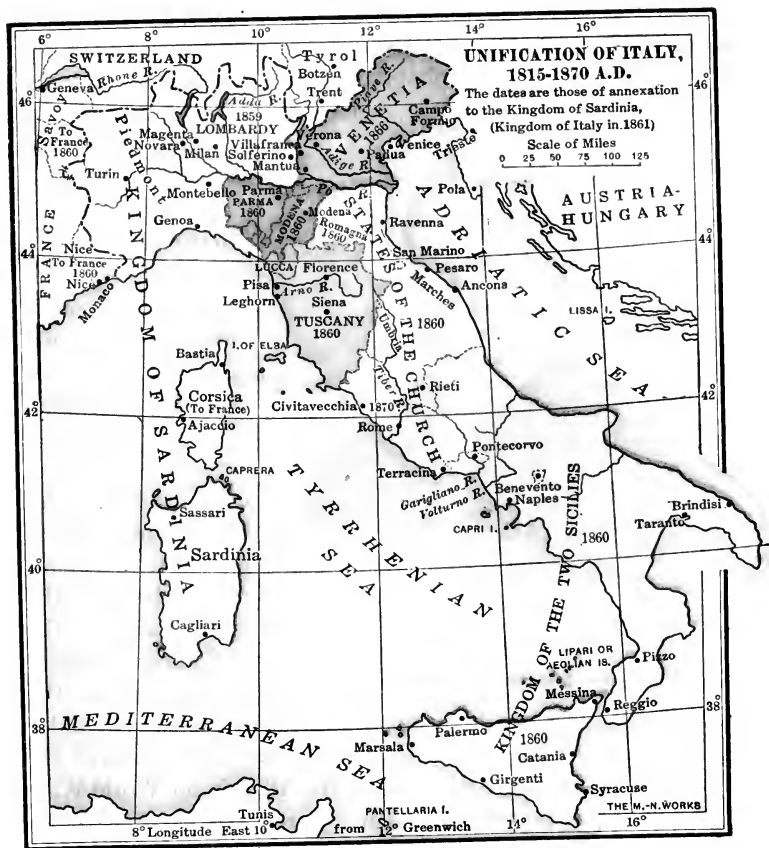 6°
8°
10°
12°
14°
16°
UNIFICATION OF ITALY,
1815-1870 A.D.
The dates are those of annexation
to the Kingdom of Sardinia,
(Kingdom of Italy in 1861)
Scale of Miles
0 25 50 75 100 125
SWITZERLAND
Tyrol
Botzen
Trent
Geneva
Rhone R.
46°
46°
Savoy
To
France
1860
Adda R.
1859
LOMBARDY
Magenta
Novara
Milan
Villafranca
Solferino
Mantua
Verona
VENETIA
1866
Piave R.
Campo
Formio
Adige R.
Padua
Venice
Trieste
Piedmont
Turin
Montebello
Parma
PARMA
1860
Po R.
MODENA
1860
Modena
Romagna
1860
Pola
AUSTRIA-
HUNGARY
Genoa
Ravenna
44°
44°
FRANCE
Nice
To France
1860
Nice
Monaco
LUCCA
Florence
Pisa
Arno R.
Leghorn
Siena
TUSCANY
1860
San Marino
Pesaro
Marches
Ancona
ADRIATIC SEA
LISSA I.
STATES OF THE CHURCH
1860
Umbria
Tiber R.
I. OF ELBA
Bastia
Corsica
(To France)
Ajaccio
KINGDOM OF SARDINIA
42°
42°
Rieti
Civitavecchia
1870
Rome
Pontecorvo
Terracina
Garigliano R.
Volturno R.
Benevento
Naples
CAPRI I.
CAPRERA
Sassari
Sardinia
Cagliari
TYRRHENIAN
SEA
KINGDOM OF THE TWO SICILIES
1860
Brindisi
Taranto
40°
LIPARI OR
AEOLIAN IS.
Pizzo
Messina
Reggio
38°
38°
MEDITERRANEAN SEA
Palermo
1860
Marsala
Catania
Girgenti
Syracuse
Tunis
PANTELLARIA I.
THE M.-N. WORKS
8° Longitude East 10° from 12° Greenwich 14° 16°